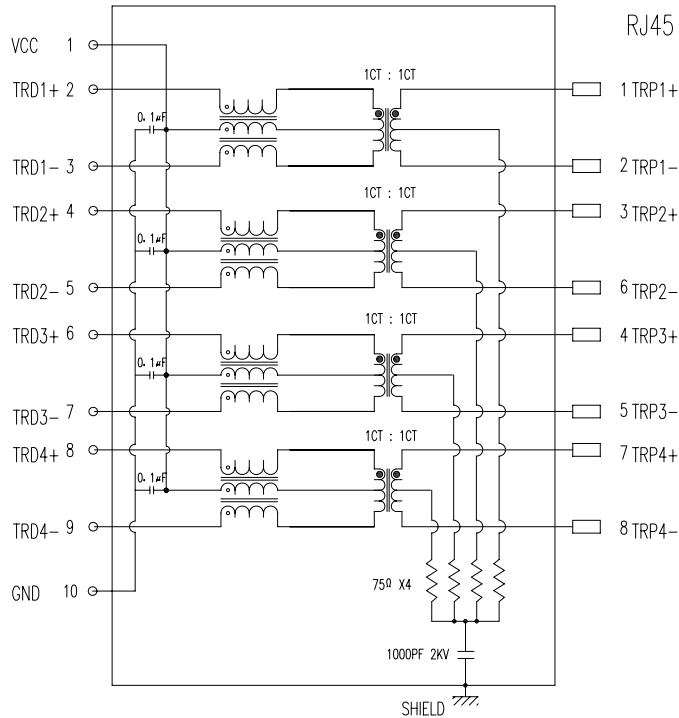 RJ45
VCC 1
1CT : 1CT
TRD1+ 2
1 TRP1+
0.1μF
TRD1- 3
2 TRP1-
1CT : 1CT
TRD2+ 4
3 TRP2+
0.1μF
TRD2- 5
6 TRP2-
1CT : 1CT
TRD3+ 6
4 TRP3+
0.1μF
TRD3- 7
5 TRP3-
1CT : 1CT
TRD4+ 8
7 TRP4+
0.1μF
TRD4- 9
8 TRP4-
75Ω X4
GND 10
1000PF 2KV
SHIELD